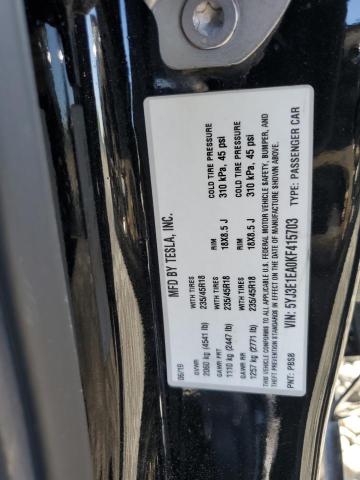 MFD BY TESLA, INC.
06/19
GVWR
2060 kg (4541 lb)
WITH TIRES
235/45R18
RIM
18X8.5 J
COLD TIRE PRESSURE
310 kPa, 45 psi
GAWR FRT
1110 kg (2447 lb)
WITH TIRES
235/45R18
RIM
18X8.5 J
COLD TIRE PRESSURE
310 kPa, 45 psi
GAWR RR
1257 kg (2771 lb)
THIS VEHICLE CONFORMS TO ALL APPLICABLE U.S. FEDERAL MOTOR VEHICLE SAFETY, BUMPER, AND
THEFT PREVENTION STANDARDS IN EFFECT ON THE DATE OF MANUFACTURE SHOWN ABOVE.
VIN: 5YJ3E1EA0KF415703 TYPE: PASSENGER CAR
PNT: PBSB